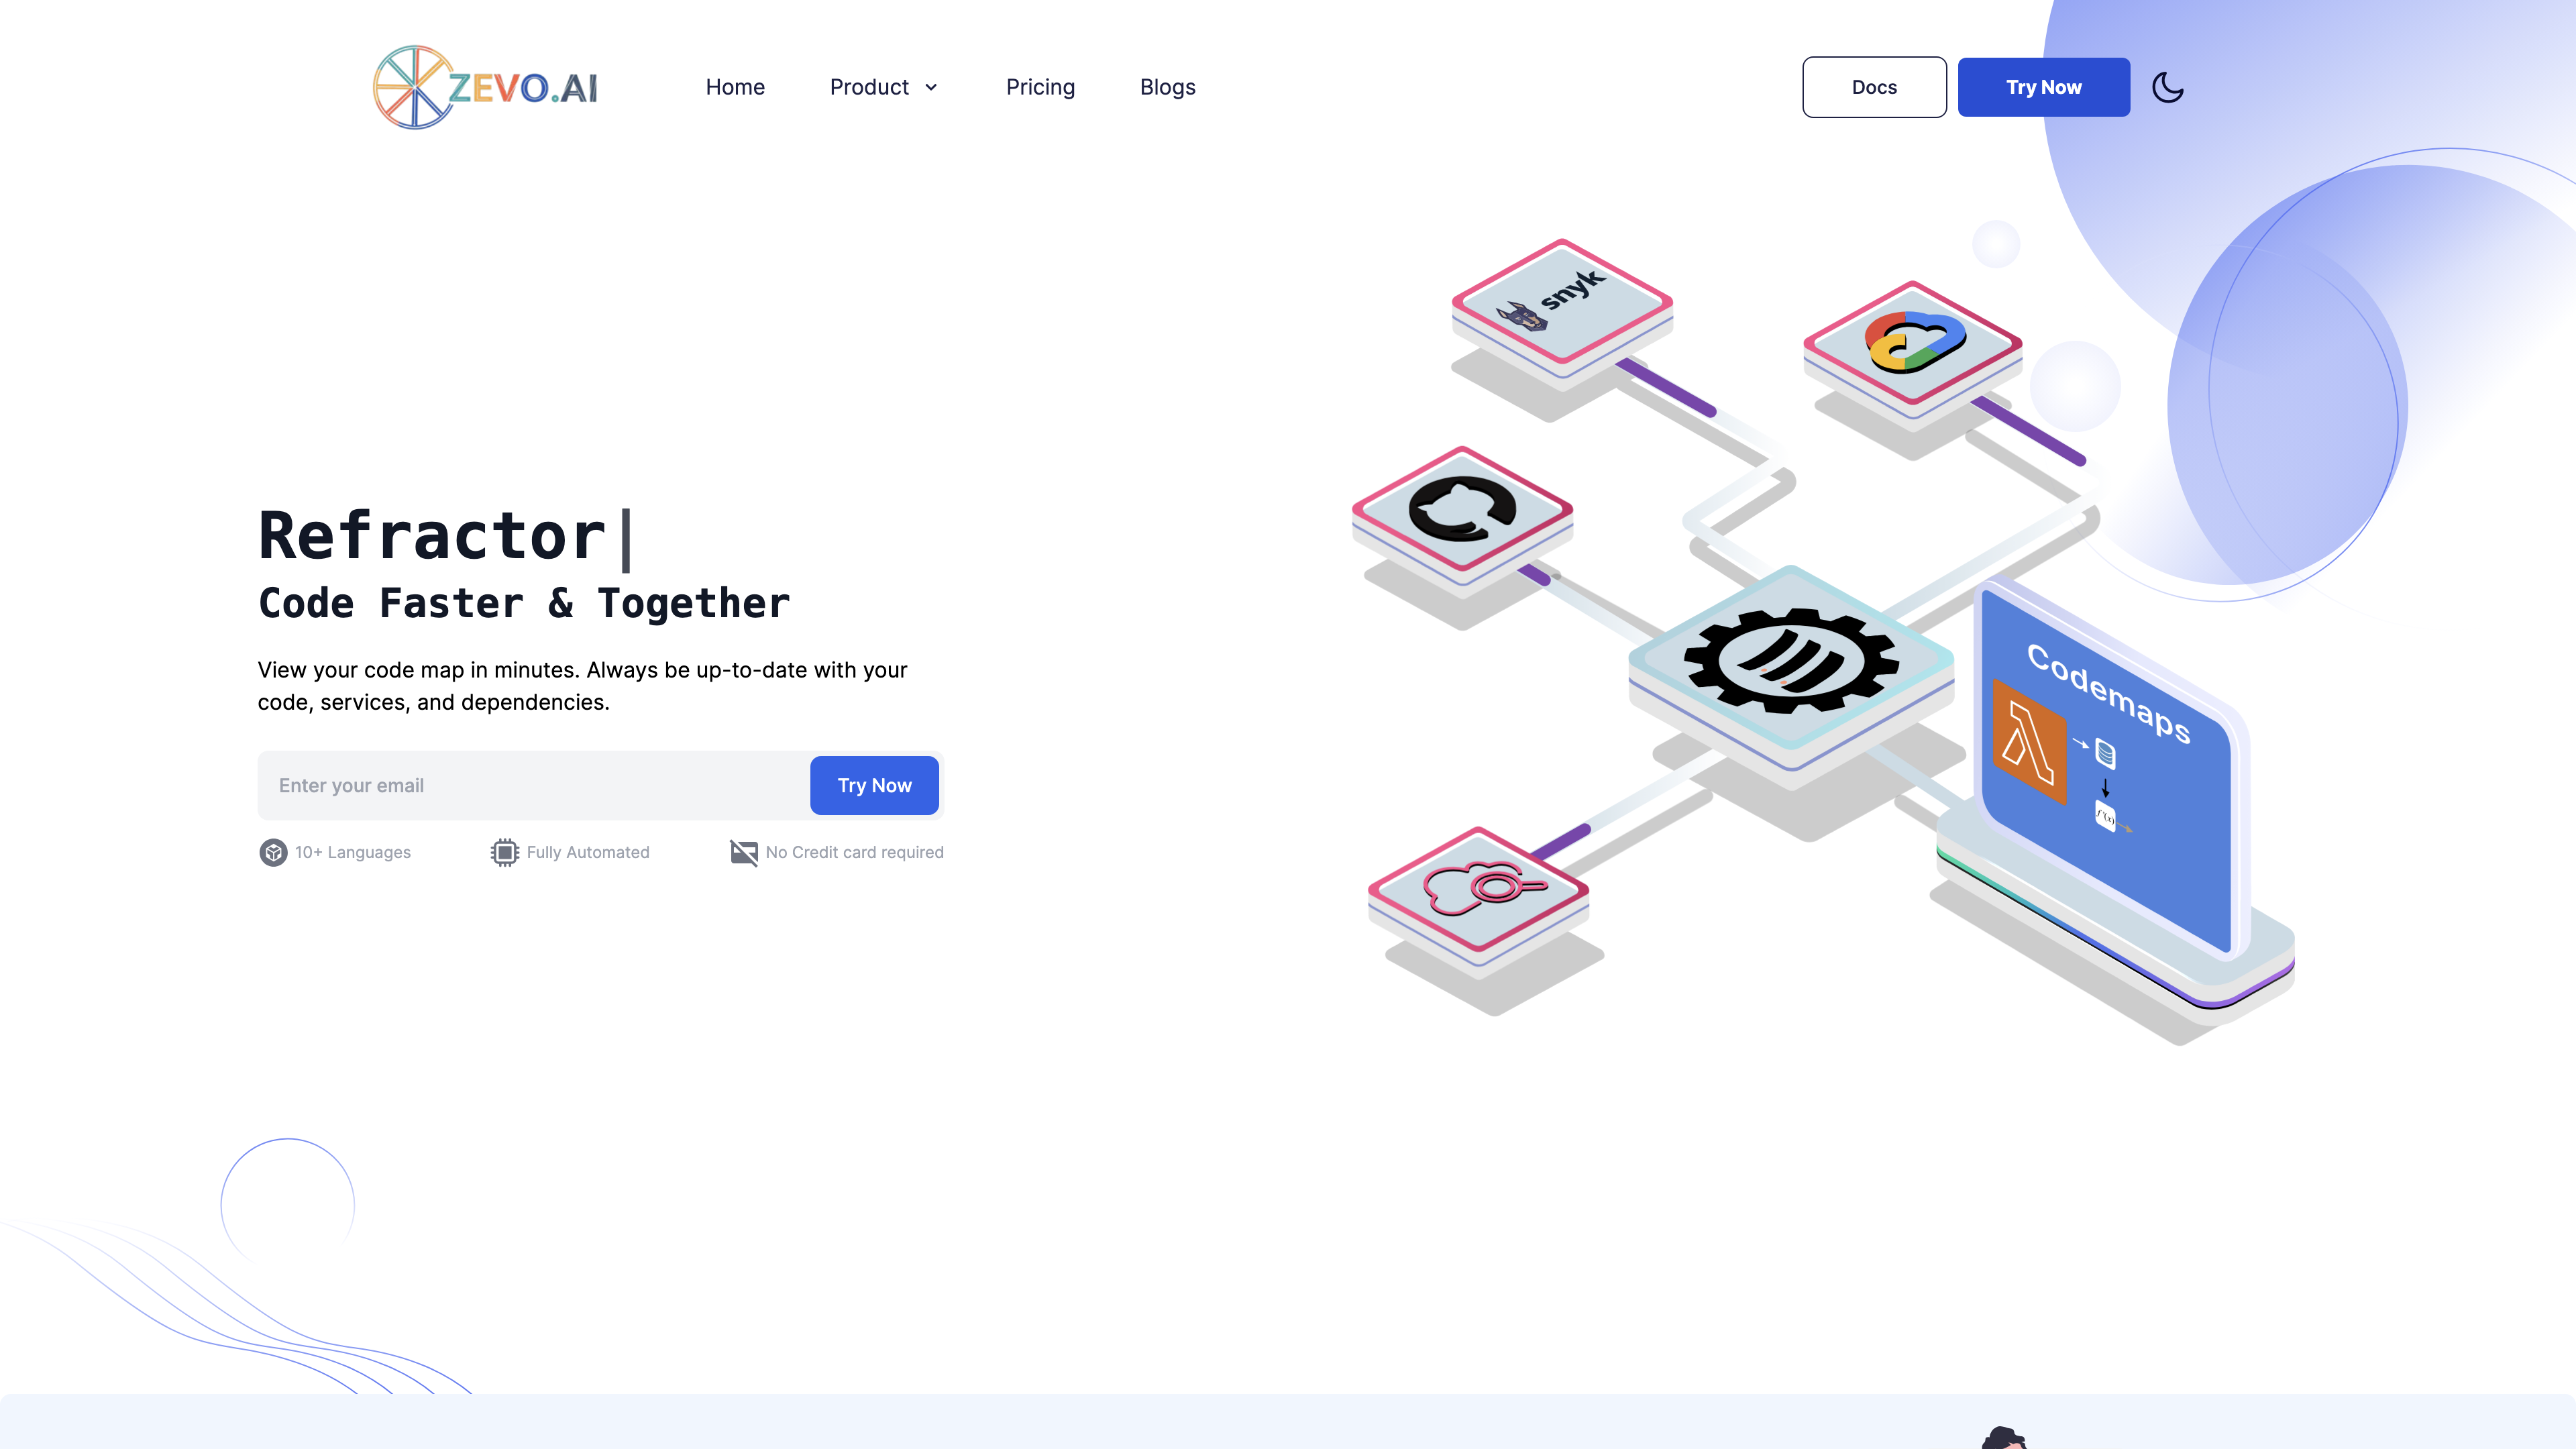 ZEVO.AI
Home
Product
Pricing
Blogs
Docs
Try Now
snyk
Refractor|
Code Faster & Together
View your code map in minutes. Always be up-to-date with your
code, services, and dependencies.
Enter your email
Try Now
10+ Languages
Fully Automated
No Credit card required
Codemaps
f'(x)